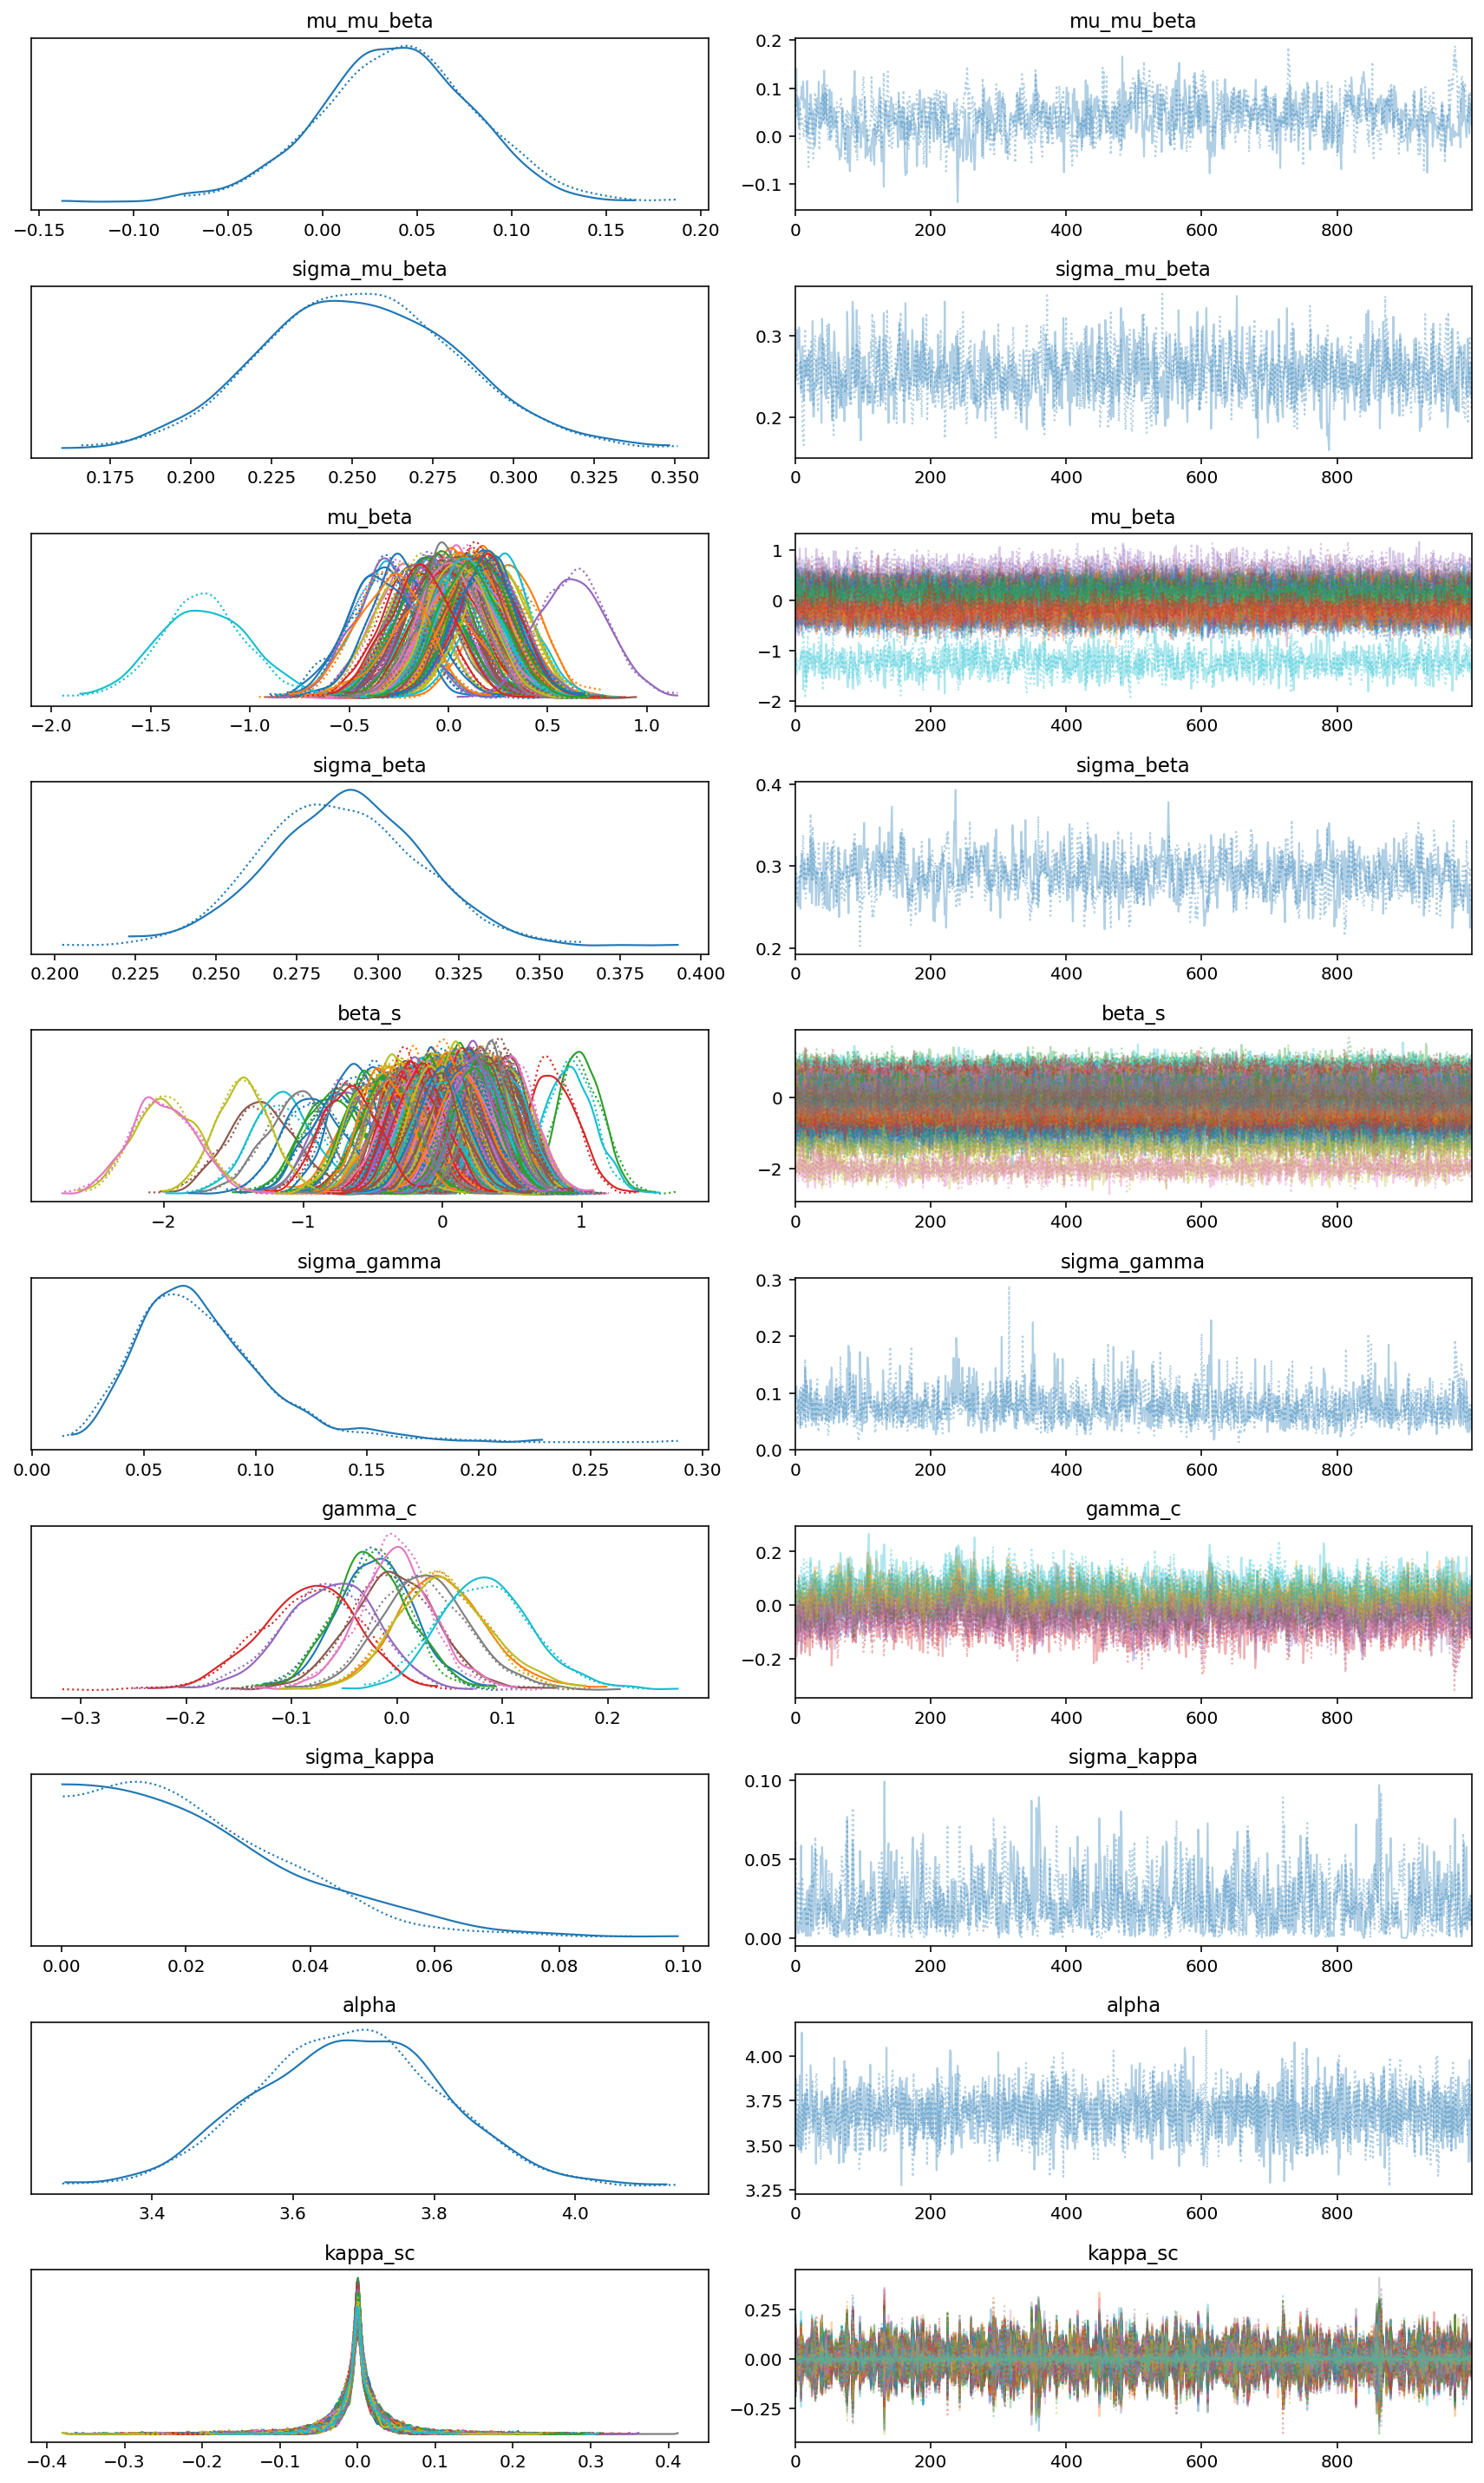 mu_mu_beta mu_mu_beta
0.2
0.1
0.0
−0.1
−0.15 −0.10 −0.05 0.00 0.05 0.10 0.15 0.20 0 200 400 600 800
sigma_mu_beta sigma_mu_beta
0.3
0.2
0.175 0.200 0.225 0.250 0.275 0.300 0.325 0.350 0 200 400 600 800
mu_beta mu_beta
1
0
−1
−2
−2.0 −1.5 −1.0 −0.5 0.0 0.5 1.0 0 200 400 600 800
sigma_beta sigma_beta
0.4
0.3
0.2
0.200 0.225 0.250 0.275 0.300 0.325 0.350 0.375 0.400 0 200 400 600 800
beta_s beta_s
0
−2
−2 −1 0 1 0 200 400 600 800
sigma_gamma sigma_gamma
0.3
0.2
0.1
0.0
0.00 0.05 0.10 0.15 0.20 0.25 0.30 0 200 400 600 800
gamma_c gamma_c
0.2
0.0
−0.2
−0.3 −0.2 −0.1 0.0 0.1 0.2 0 200 400 600 800
sigma_kappa sigma_kappa
0.10
0.05
0.00
0.00 0.02 0.04 0.06 0.08 0.10 0 200 400 600 800
alpha alpha
4.00
3.75
3.50
3.25
3.4 3.6 3.8 4.0 0 200 400 600 800
kappa_sc kappa_sc
0.25
0.00
−0.25
−0.4 −0.3 −0.2 −0.1 0.0 0.1 0.2 0.3 0.4 0 200 400 600 800